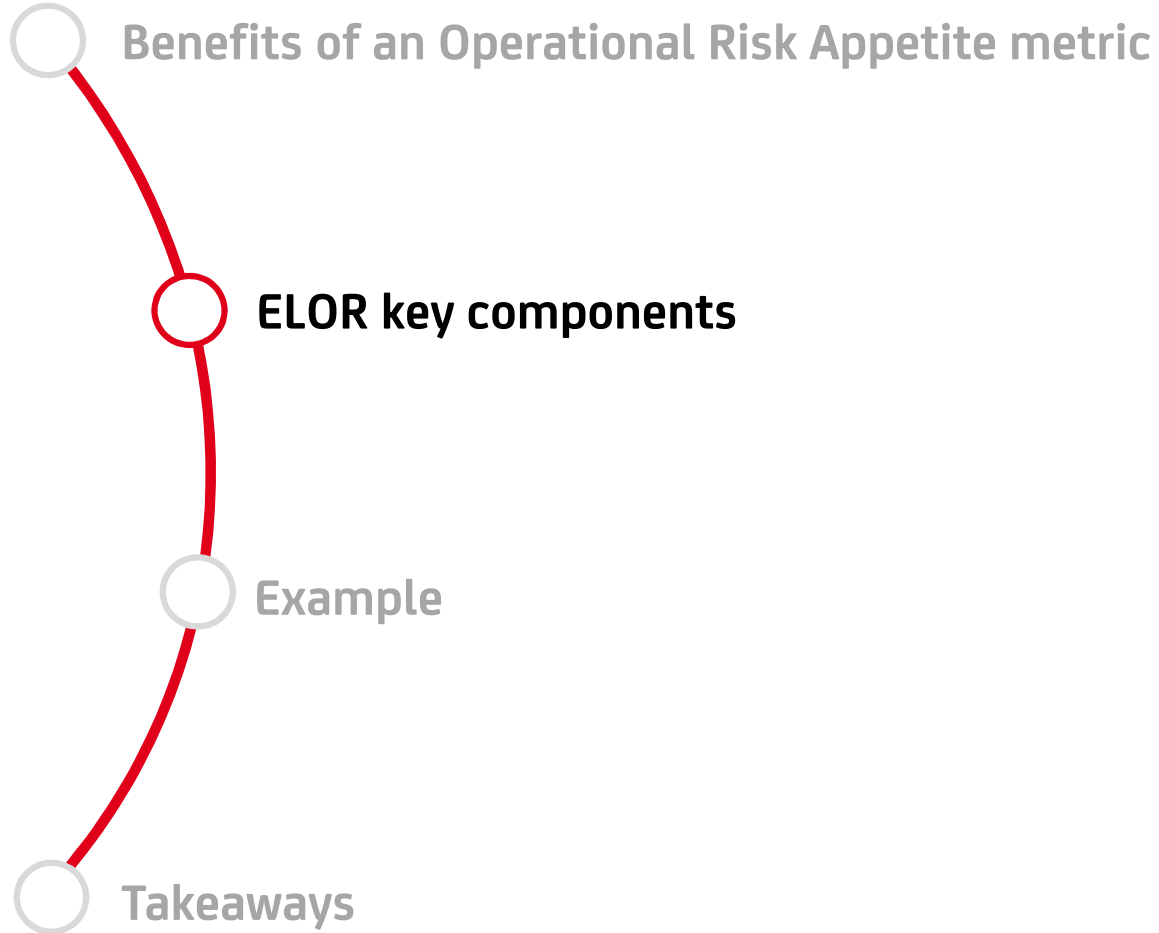 Benefits of an Operational Risk Appetite metric
ELOR key components
Example
Takeaways